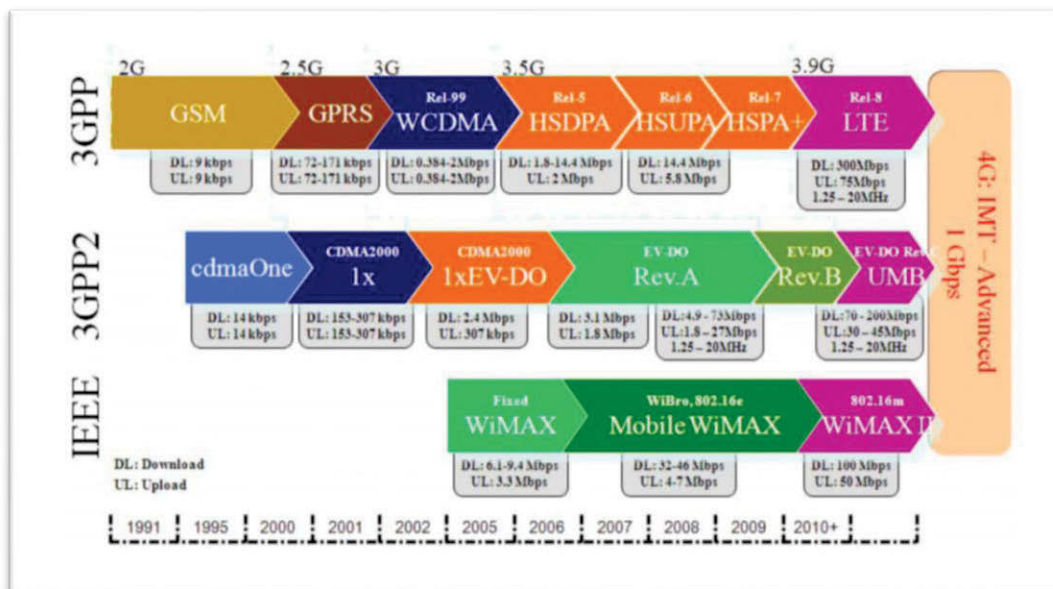 2G
2.5G
3G
3.5G
3.9G
3GPP
GSM
GPRS
Rel-99
WCDMA
Rel-5
HSDPA
Rel-6
HSUPA
Rel-7
HSPA+
Rel-8
LTE
DL: 9 kbps
UL: 9 kbps
DL: 72-171 kbps
UL: 72-171 kbps
DL: 0.384-2Mbps
UL: 0.384-2Mbps
DL: 1.8-14.4 Mbps
UL: 2 Mbps
DL: 14.4 Mbps
UL: 5.8 Mbps
DL: 300Mbps
UL: 75Mbps
1.25 – 20MHz
4G: IMT – Advanced
1 Gbps
3GPP2
cdmaOne
CDMA2000
1x
CDMA2000
1xEV-DO
EV-DO
Rev.A
EV-DO
Rev.B
EV-DO Rev.C
UMB
DL: 14 kbps
UL: 14 kbps
DL: 153-307 kbps
UL: 153-307 kbps
DL: 2.4 Mbps
UL: 307 kbps
DL: 3.1 Mbps
UL: 1.8 Mbps
DL:4.9 - 73Mbps
UL:1.8 – 27Mbps
1.25 – 20MHz
DL:70 - 200Mbps
UL:30 – 45Mbps
1.25 – 20MHz
IEEE
Fixed
WiMAX
WiBro, 802.16e
Mobile WiMAX
802.16m
WiMAX II
DL: 6.1-9.4 Mbps
UL: 3.3 Mbps
DL: 32-46 Mbps
UL: 4-7 Mbps
DL: 100 Mbps
UL: 50 Mbps
DL: Download
UL: Upload
1991
1995
2000
2001
2002
2005
2006
2007
2008
2009
2010+